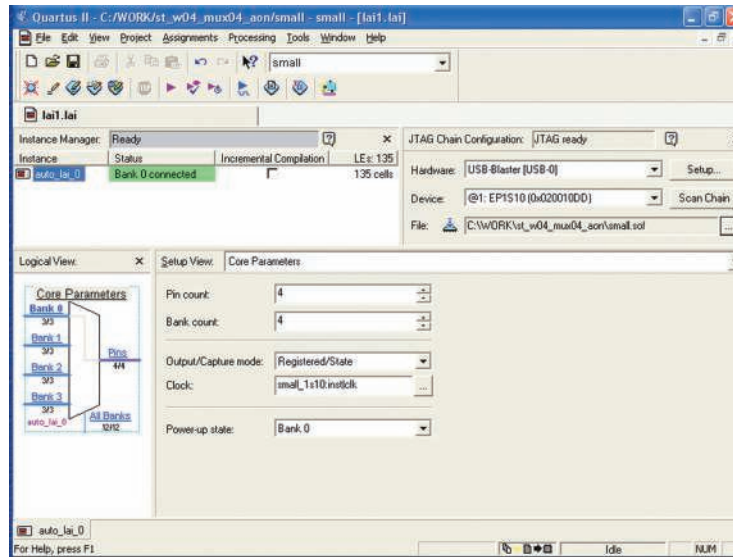 Quartus II - C:/WORK/st_w04_mux04_aon/small - small - [lai1.lai]
File Edit View Project Assignments Processing Tools Window Help
small
lai1.lai
Instance Manager: Ready
Instance Status Incremental Compilation LEs: 135
auto_lai_0 Bank 0 connected 135 cells
JTAG Chain Configuration: JTAG ready
Hardware: USB-Blaster [USB-0] Setup...
Device: @1: EP1S10 (0x020010DD) Scan Chain
File: C:\WORK\st_w04_mux04_aon\small.sof ...
Logical View: Setup View: Core Parameters
Core Parameters
Bank 0
3/3
Bank 1
3/3
Bank 2
3/3
Bank 3
3/3
Pins
4/4
All Banks
12/12
auto_lai_0
Pin count: 4
Bank count: 4
Output/Capture mode: Registered/State
Clock: small_1s10:inst|clk ...
Power-up state: Bank 0
auto_lai_0
For Help, press F1 Idle NUM